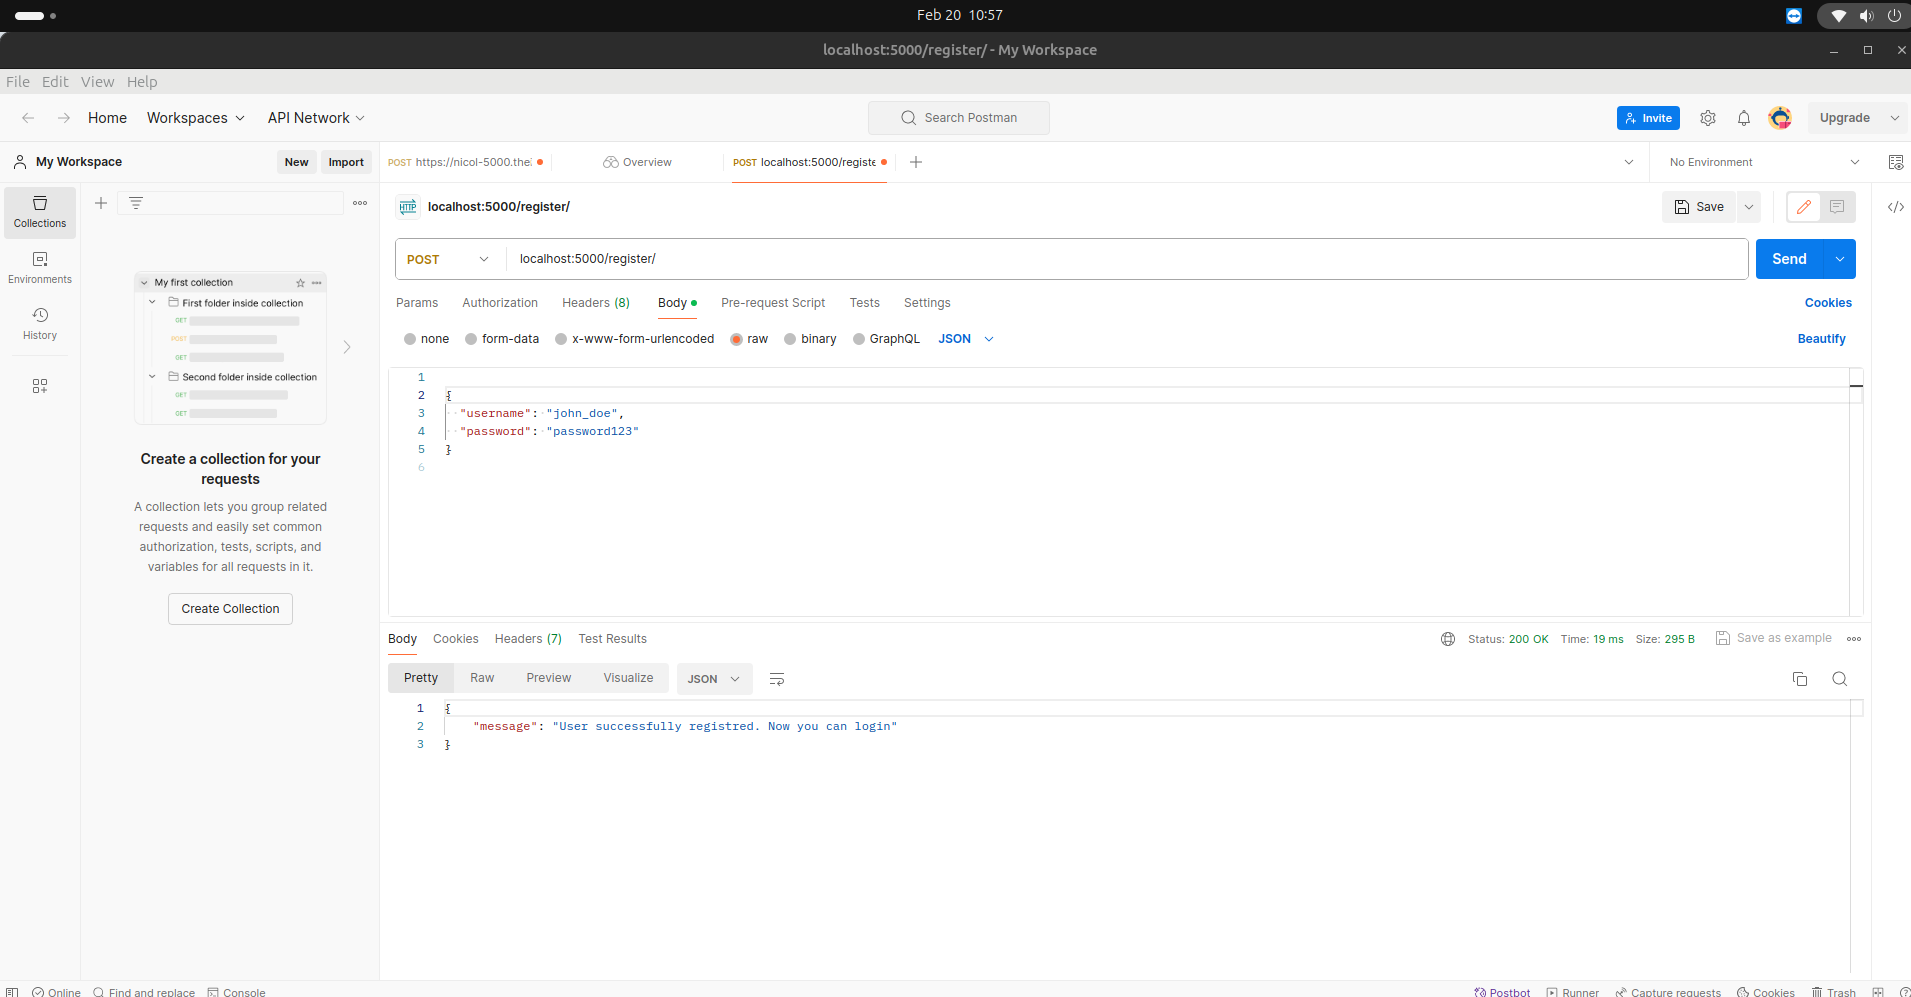 Feb 20 10:57
localhost:5000/register/ - My Workspace
File Edit View Help
Home Workspaces API Network
Search Postman
Invite
Upgrade
My Workspace
New Import
POST https://nicol-5000.the
Overview
POST localhost:5000/registe
No Environment
Collections
Environments
History
My first collection
First folder inside collection
GET
POST
GET
Second folder inside collection
GET
GET
Create a collection for your
requests
A collection lets you group related
requests and easily set common
authorization, tests, scripts, and
variables for all requests in it.
Create Collection
HTTP localhost:5000/register/
Save
</>
POST localhost:5000/register/
Send
Params Authorization Headers (8) Body Pre-request Script Tests Settings
Cookies
none form-data x-www-form-urlencoded raw binary GraphQL JSON
Beautify
1
2 {
3 "username": "john_doe",
4 "password": "password123"
5 }
6
Body Cookies Headers (7) Test Results
Status: 200 OK Time: 19 ms Size: 295 B Save as example
Pretty Raw Preview Visualize JSON
1 {
2 "message": "User successfully registred. Now you can login"
3 }
Online Find and replace Console
Postbot Runner Capture requests Cookies Trash